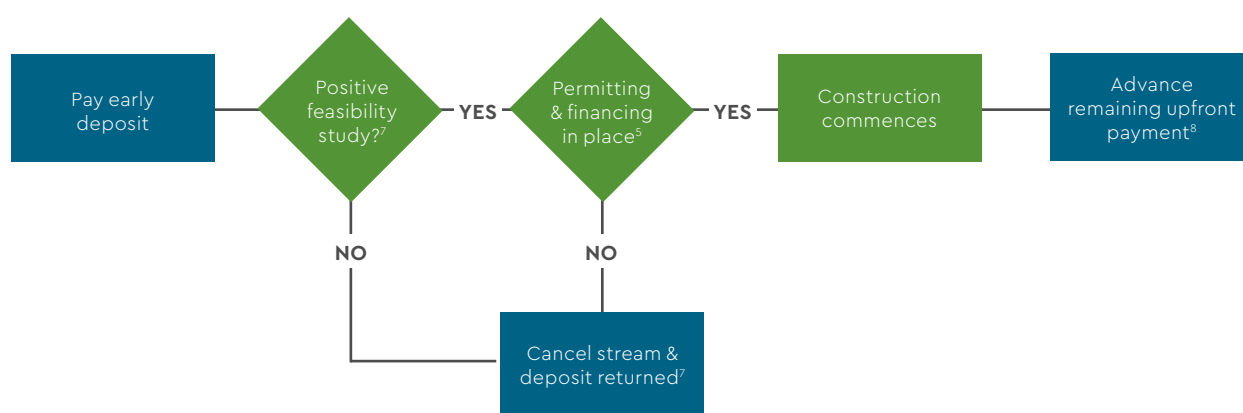 Pay early
deposit
Positive
feasibility
study?⁷
YES
Permitting
& financing
in place⁵
YES
Construction
commences
Advance
remaining upfront
payment⁸
NO
NO
Cancel stream &
deposit returned⁷